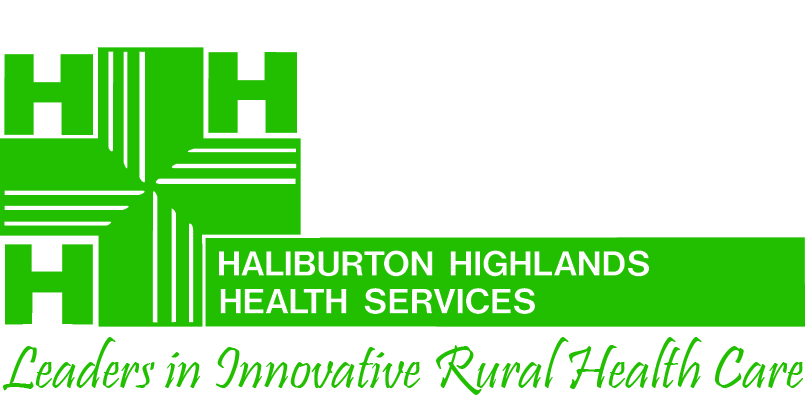 H H
H
HALIBURTON HIGHLANDS
HEALTH SERVICES
Leaders in Innovative Rural Health Care